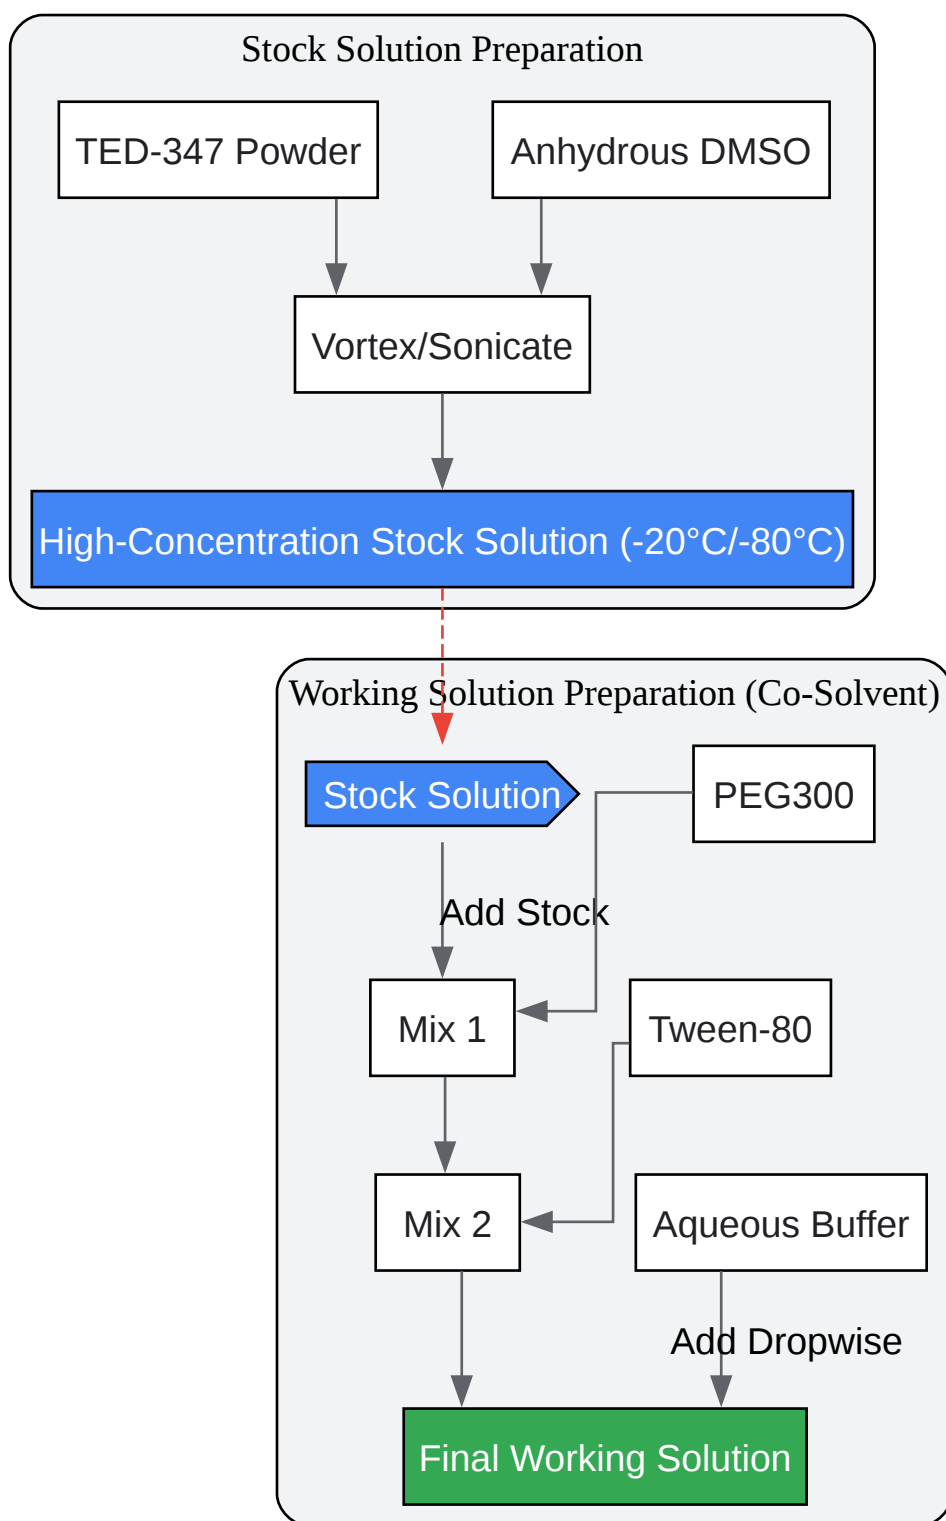 Stock Solution Preparation
TED-347 Powder
Anhydrous DMSO
Vortex/Sonicate
High-Concentration Stock Solution (-20°C/-80°C)
Working Solution Preparation (Co-Solvent)
Stock Solution
PEG300
Add Stock
Mix 1
Tween-80
Mix 2
Aqueous Buffer
Add Dropwise
Final Working Solution